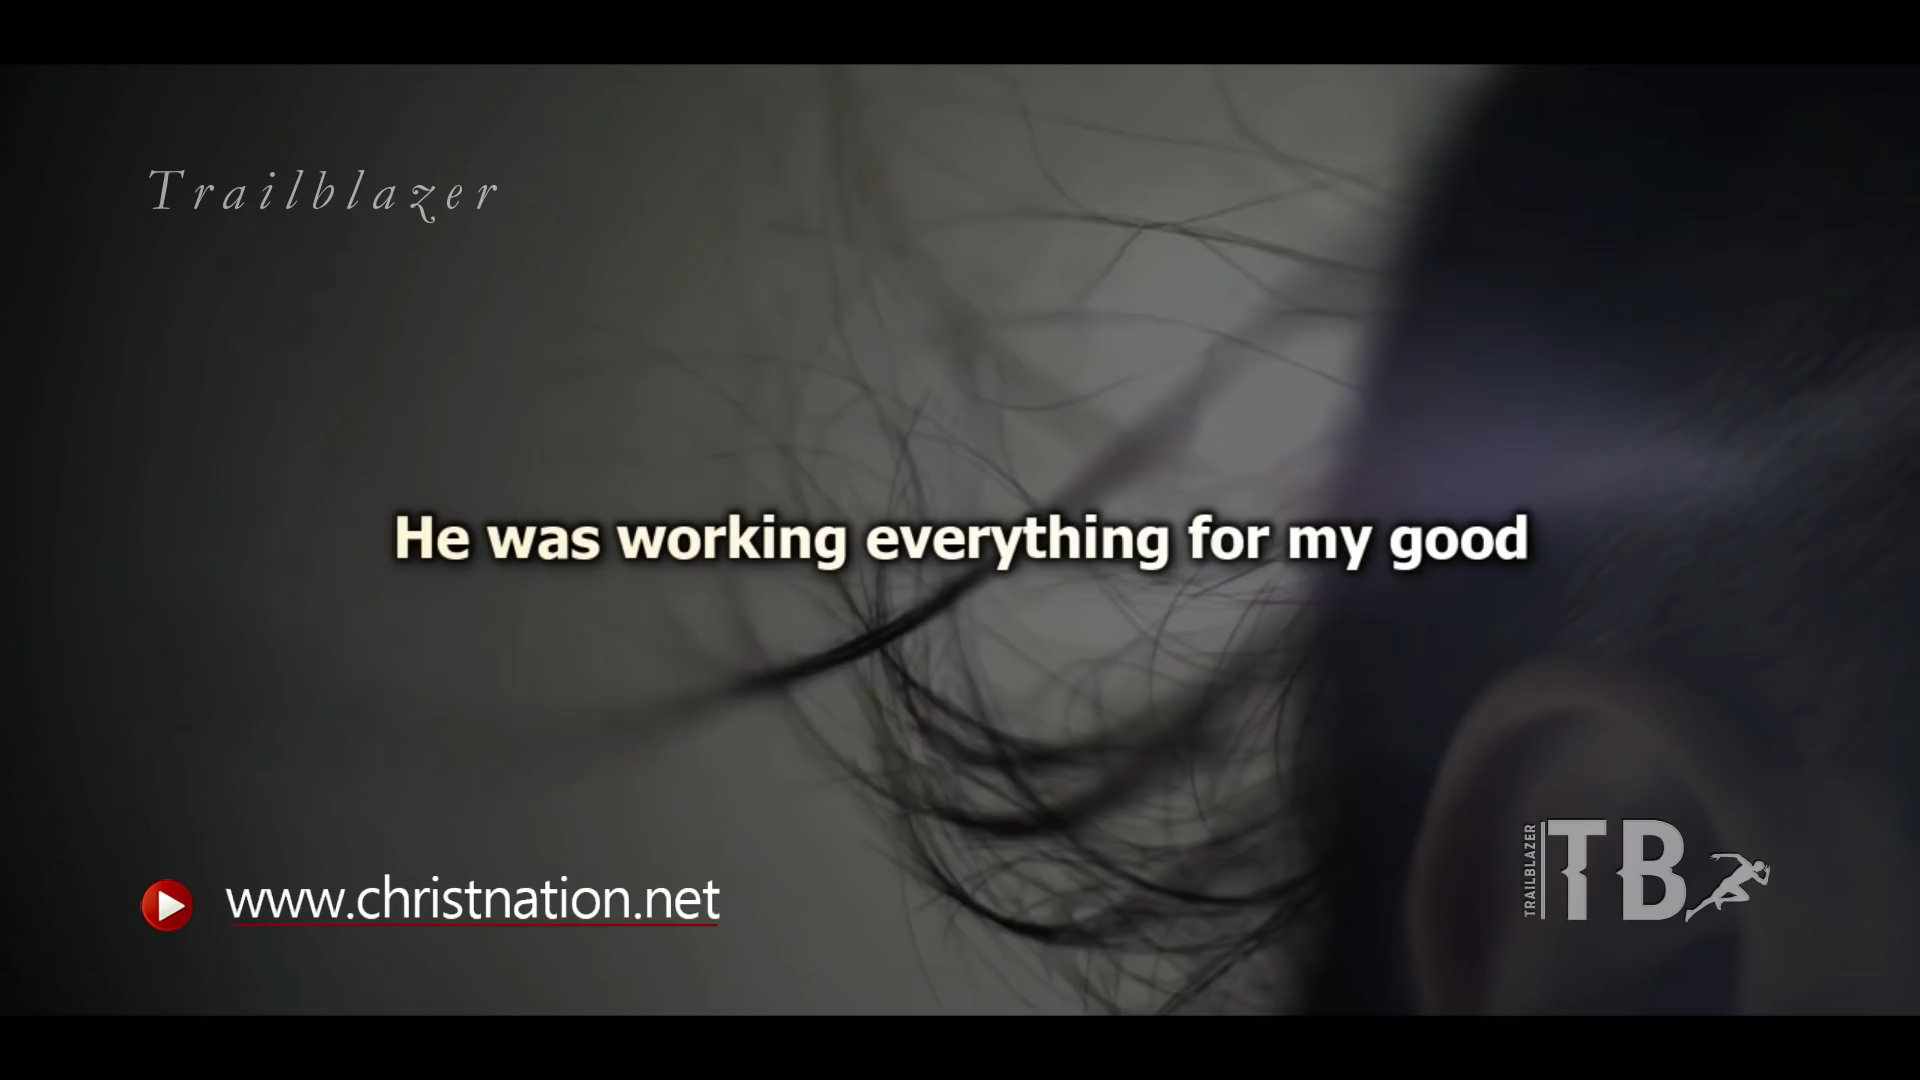 Trailblazer
He was working everything for my good
www.christnation.net
TRAILBLAZER
TB